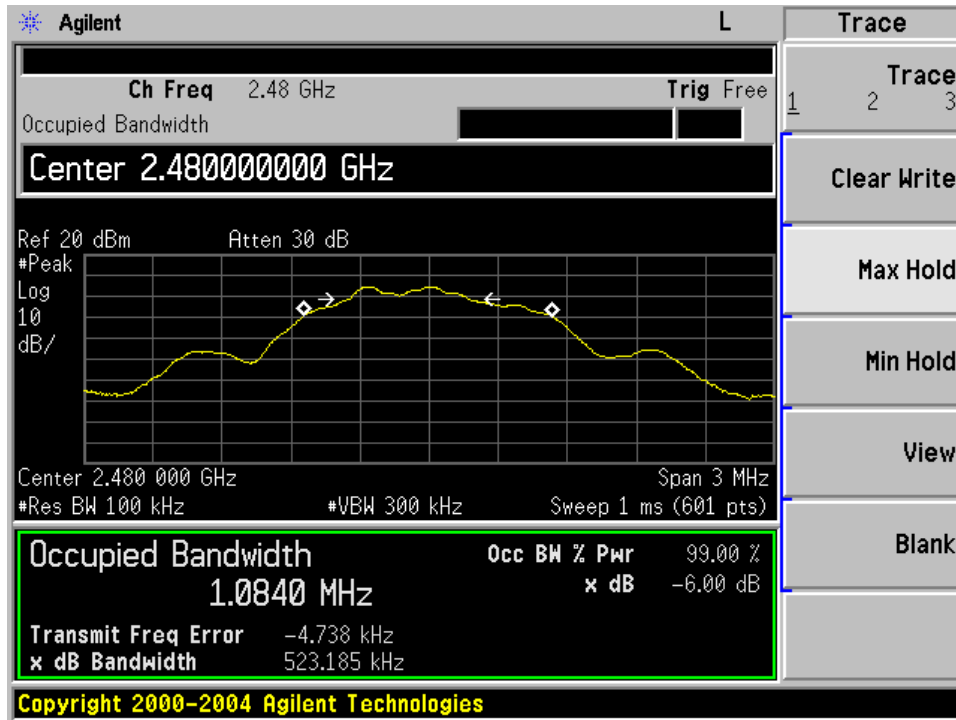 Agilent L Trace
Ch Freq 2.48 GHz Trig Free
Occupied Bandwidth
Center 2.480000000 GHz
Ref 20 dBm Atten 30 dB
#Peak
Log
10
dB/
Center 2.480 000 GHz Span 3 MHz
#Res BW 100 kHz #VBW 300 kHz Sweep 1 ms (601 pts)
Occupied Bandwidth Occ BW % Pwr 99.00 %
1.0840 MHz x dB -6.00 dB
Transmit Freq Error -4.738 kHz
x dB Bandwidth 523.185 kHz
Copyright 2000-2004 Agilent Technologies
Trace
1 2 3
Clear Write
Max Hold
Min Hold
View
Blank